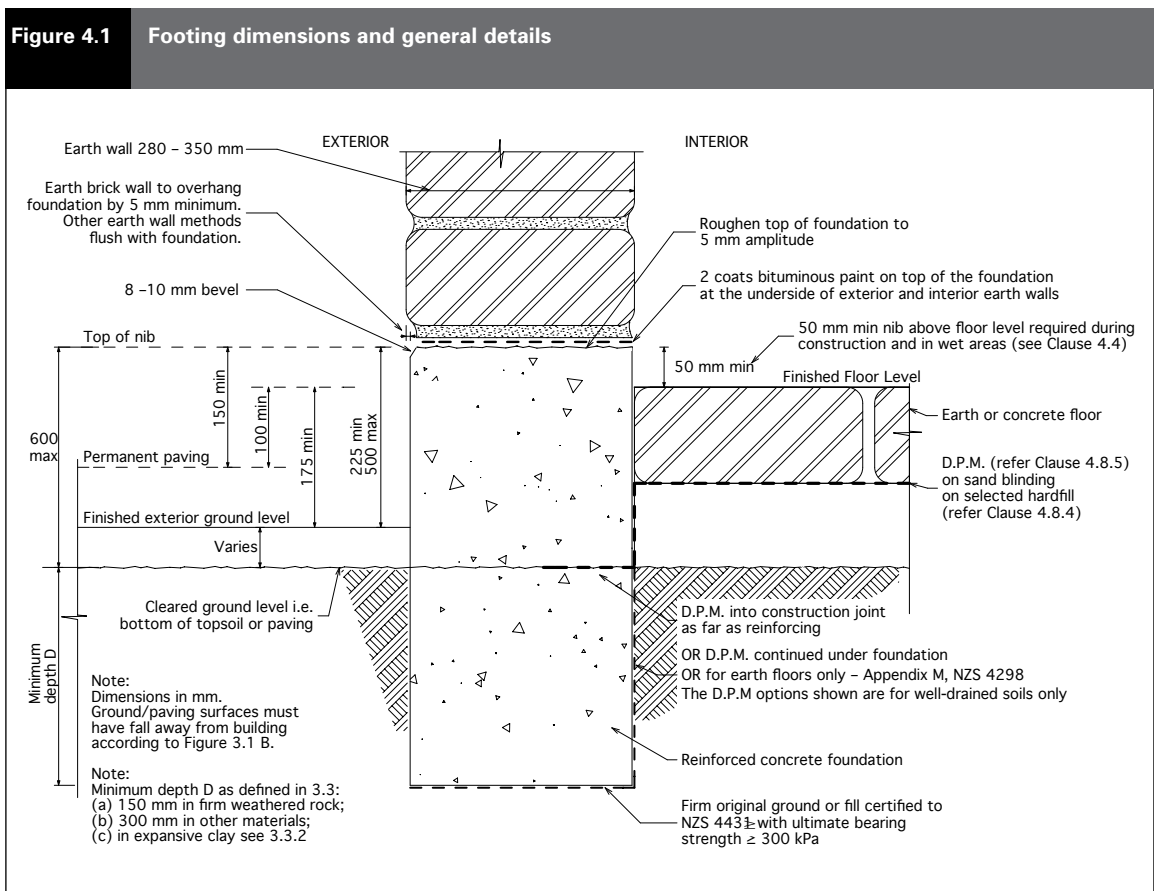 Figure 4.1
Footing dimensions and general details
EXTERIOR
INTERIOR
Earth wall 280 – 350 mm
Earth brick wall to overhang
foundation by 5 mm minimum.
Other earth wall methods
flush with foundation.
8 –10 mm bevel
Roughen top of foundation to
5 mm amplitude
2 coats bituminous paint on top of the foundation
at the underside of exterior and interior earth walls
50 mm min nib above floor level required during
construction and in wet areas (see Clause 4.4)
Top of nib
50 mm min
Finished Floor Level
150 min
100 min
175 min
225 min
500 max
600
max
Permanent paving
Earth or concrete floor
D.P.M. (refer Clause 4.8.5)
on sand blinding
on selected hardfill
(refer Clause 4.8.4)
Finished exterior ground level
Varies
Cleared ground level i.e.
bottom of topsoil or paving
Minimum
depth D
D.P.M. into construction joint
as far as reinforcing
OR D.P.M. continued under foundation
OR for earth floors only – Appendix M, NZS 4298
The D.P.M options shown are for well-drained soils only
Note:
Dimensions in mm.
Ground/paving surfaces must
have fall away from building
according to Figure 3.1 B.
Note:
Minimum depth D as defined in 3.3:
(a) 150 mm in firm weathered rock;
(b) 300 mm in other materials;
(c) in expansive clay see 3.3.2
Reinforced concrete foundation
Firm original ground or fill certified to
NZS 4431 with ultimate bearing
strength ≥ 300 kPa